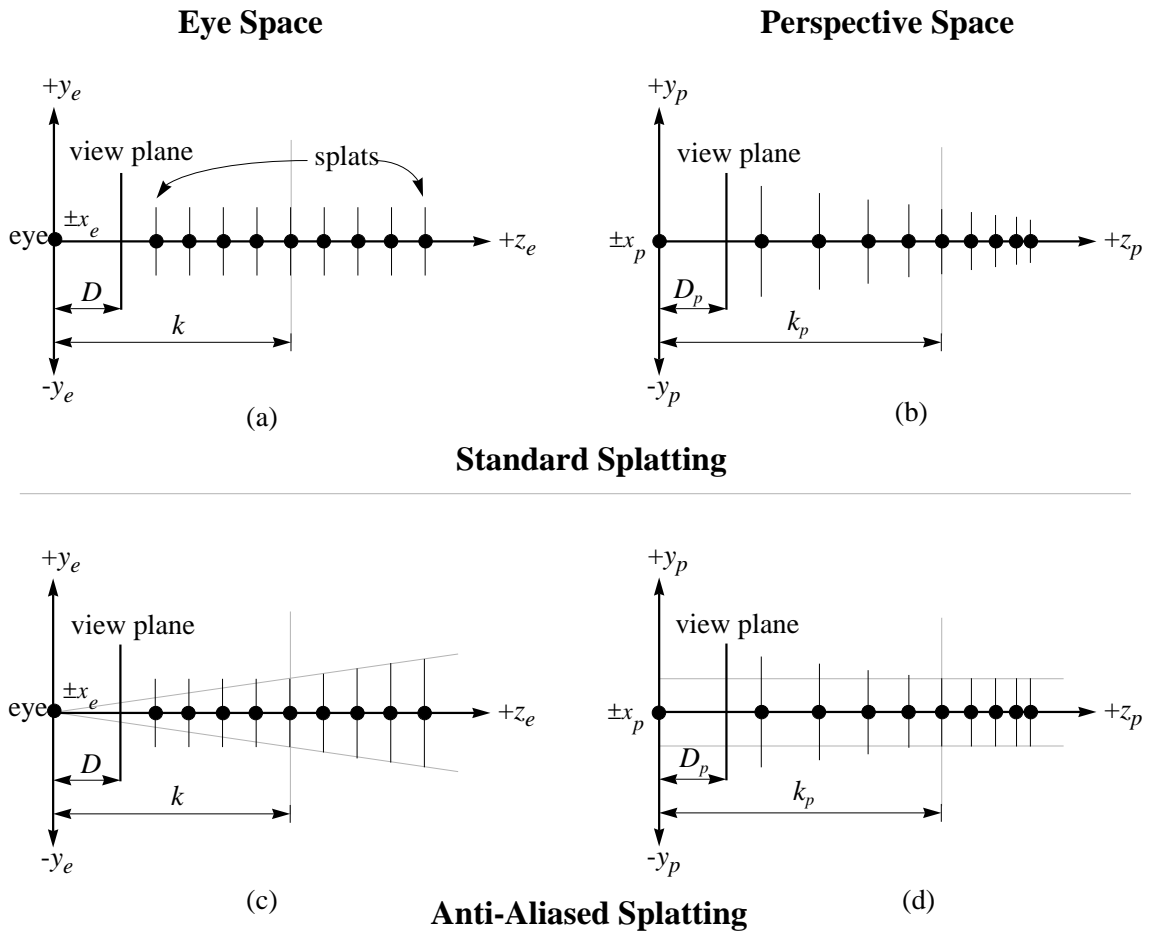 Eye Space
Perspective Space
+y_e
view plane
splats
±x_e
eye
+z_e
D
k
-y_e
(a)
+y_p
view plane
±x_p
+z_p
D_p
k_p
-y_p
(b)
Standard Splatting
+y_e
view plane
±x_e
eye
+z_e
D
k
-y_e
(c)
+y_p
view plane
±x_p
+z_p
D_p
k_p
-y_p
(d)
Anti-Aliased Splatting